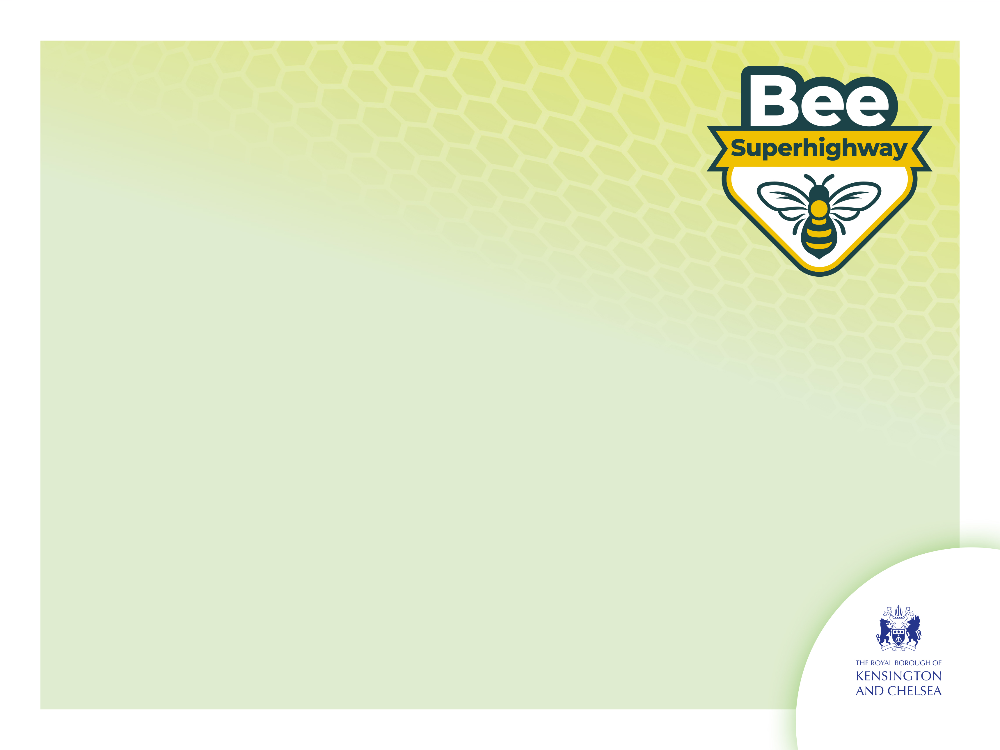 Bee
Superhighway
THE ROYAL BOROUGH OF
KENSINGTON
AND CHELSEA